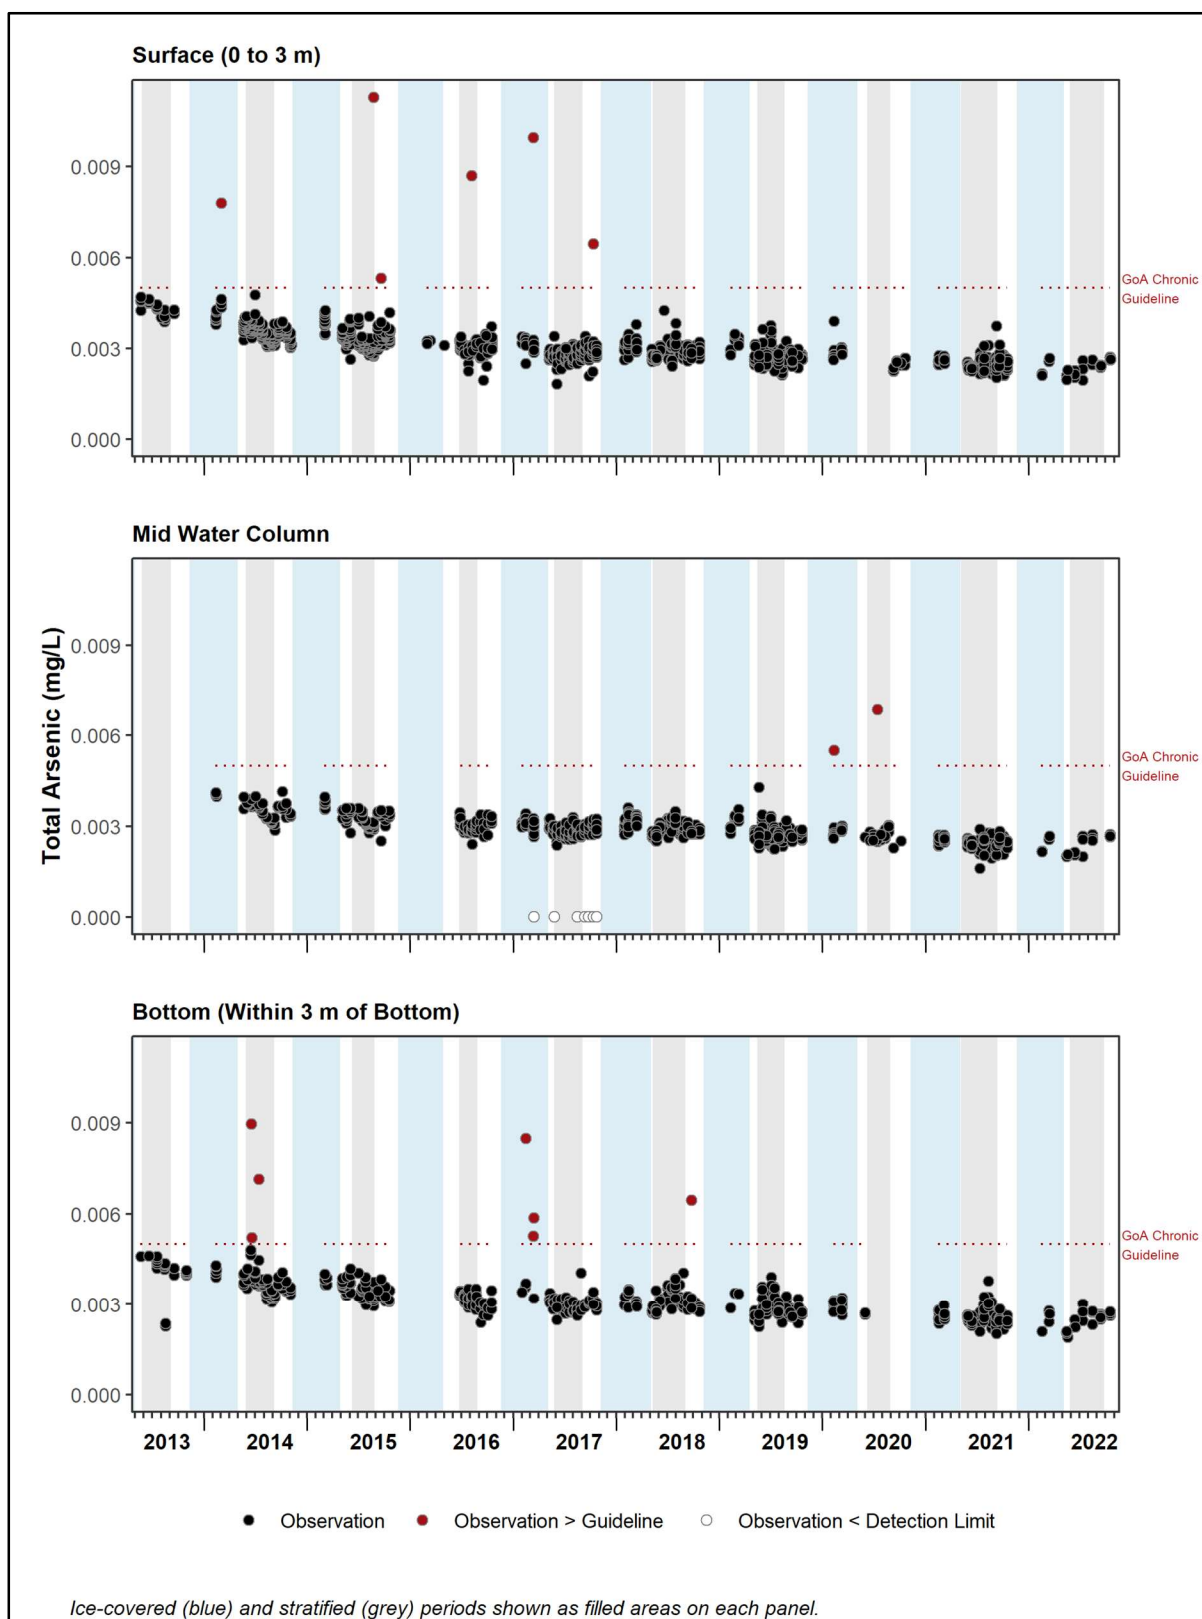 Surface (0 to 3 m)
0.009
0.006
0.003
0.000
GoA Chronic
Guideline
Mid Water Column
Total Arsenic (mg/L)
0.009
0.006
0.003
0.000
GoA Chronic
Guideline
Bottom (Within 3 m of Bottom)
0.009
0.006
0.003
0.000
GoA Chronic
Guideline
2013 2014 2015 2016 2017 2018 2019 2020 2021 2022
Observation Observation > Guideline Observation < Detection Limit
Ice-covered (blue) and stratified (grey) periods shown as filled areas on each panel.